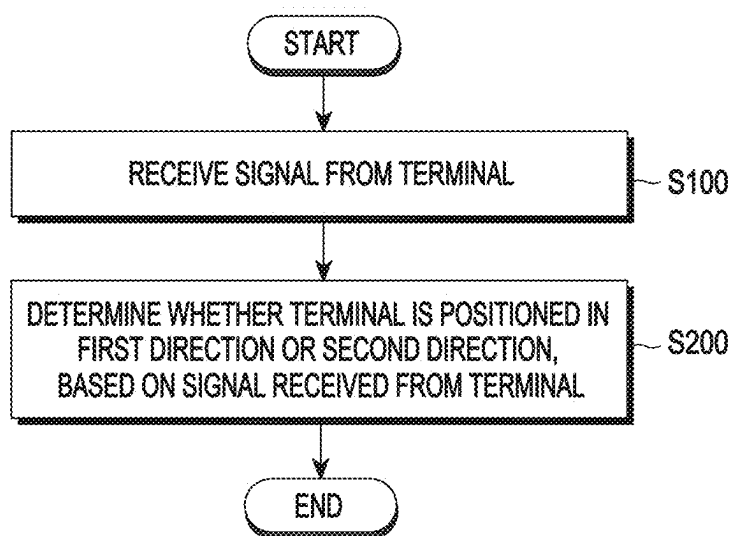 START
RECEIVE SIGNAL FROM TERMINAL
S100
DETERMINE WHETHER TERMINAL IS POSITIONED IN
FIRST DIRECTION OR SECOND DIRECTION,
BASED ON SIGNAL RECEIVED FROM TERMINAL
S200
END